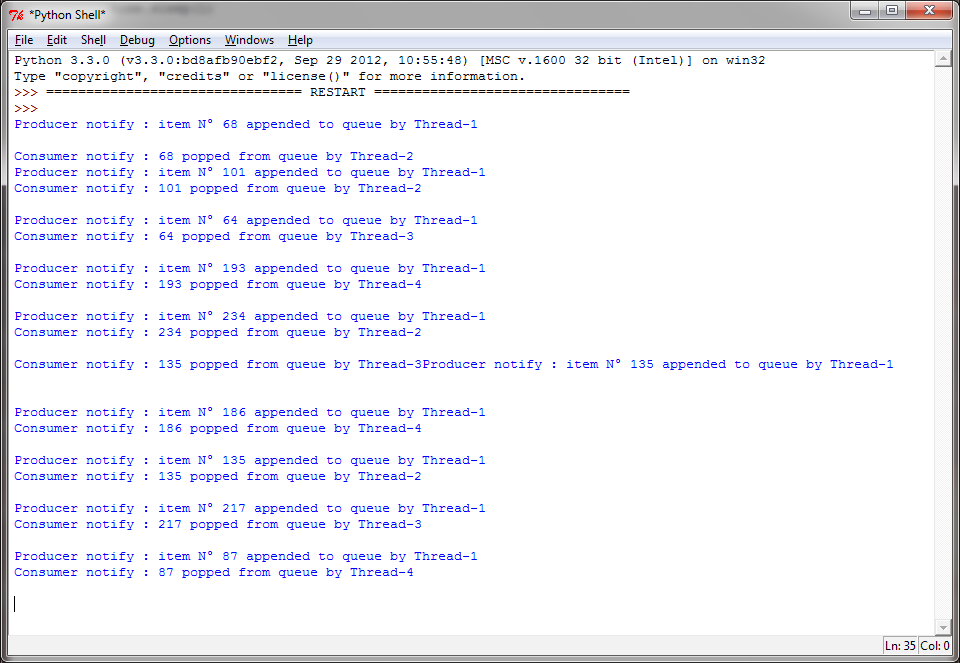 *Python Shell*
File Edit Shell Debug Options Windows Help
Python 3.3.0 (v3.3.0:bd8afb90ebf2, Sep 29 2012, 10:55:48) [MSC v.1600 32 bit (Intel)] on win32
Type "copyright", "credits" or "license()" for more information.
>>> ================================ RESTART ================================
>>>
Producer notify : item N° 68 appended to queue by Thread-1
Consumer notify : 68 popped from queue by Thread-2
Producer notify : item N° 101 appended to queue by Thread-1
Consumer notify : 101 popped from queue by Thread-2
Producer notify : item N° 64 appended to queue by Thread-1
Consumer notify : 64 popped from queue by Thread-3
Producer notify : item N° 193 appended to queue by Thread-1
Consumer notify : 193 popped from queue by Thread-4
Producer notify : item N° 234 appended to queue by Thread-1
Consumer notify : 234 popped from queue by Thread-2
Consumer notify : 135 popped from queue by Thread-3Producer notify : item N° 135 appended to queue by Thread-1
Producer notify : item N° 186 appended to queue by Thread-1
Consumer notify : 186 popped from queue by Thread-4
Producer notify : item N° 135 appended to queue by Thread-1
Consumer notify : 135 popped from queue by Thread-2
Producer notify : item N° 217 appended to queue by Thread-1
Consumer notify : 217 popped from queue by Thread-3
Producer notify : item N° 87 appended to queue by Thread-1
Consumer notify : 87 popped from queue by Thread-4
Ln: 35 Col: 0